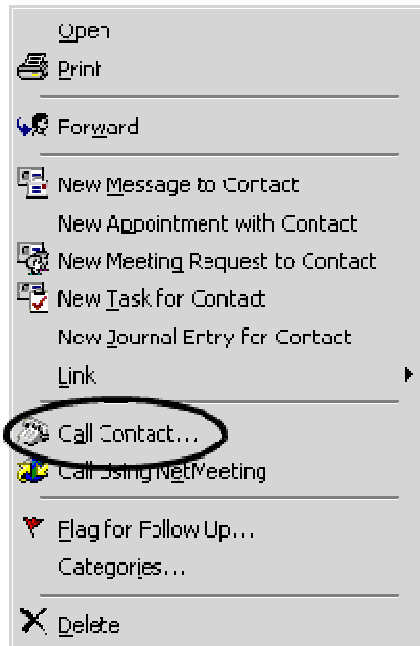 Open
Print
Forward
New Message to Contact
New Appointment with Contact
New Meeting Request to Contact
New Task for Contact
New Journal Entry for Contact
Link
Call Contact...
Call Using NetMeeting
Flag for Follow Up...
Categories...
Delete